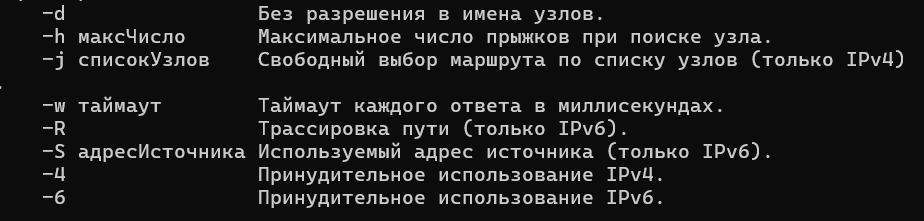 -d Без разрешения в имена узлов.
-h максЧисло Максимальное число прыжков при поиске узла.
-j списокУзлов Свободный выбор маршрута по списку узлов (только IPv4)
.
-w таймаут Таймаут каждого ответа в миллисекундах.
-R Трассировка пути (только IPv6).
-S адресИсточника Используемый адрес источника (только IPv6).
-4 Принудительное использование IPv4.
-6 Принудительное использование IPv6.